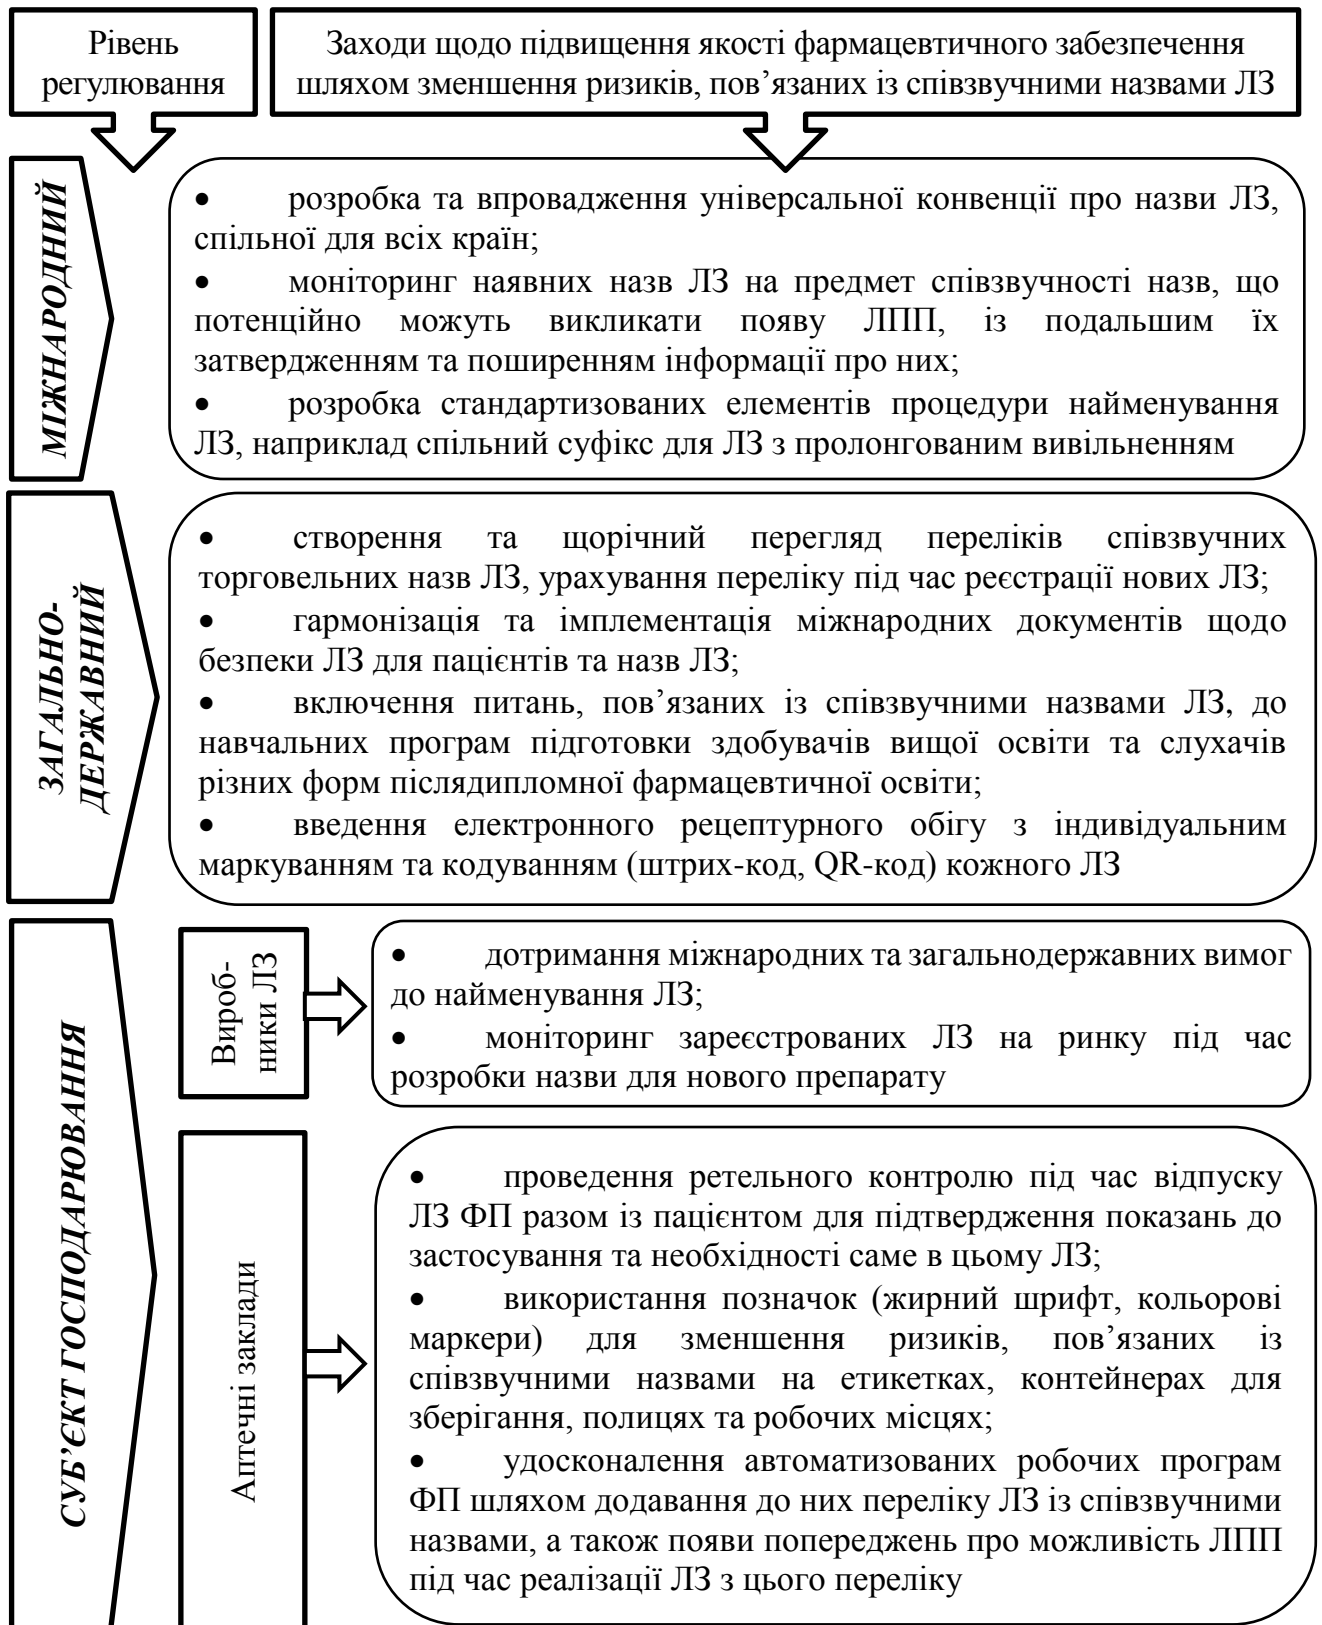 Рівень
регулювання
Заходи щодо підвищення якості фармацевтичного забезпечення
шляхом зменшення ризиків, пов’язаних із співзвучними назвами ЛЗ
МІЖНАРОДНИЙ
• розробка та впровадження універсальної конвенції про назви ЛЗ,
спільної для всіх країн;
• моніторинг наявних назв ЛЗ на предмет співзвучності назв, що
потенційно можуть викликати появу ЛПП, із подальшим їх
затвердженням та поширенням інформації про них;
• розробка стандартизованих елементів процедури найменування
ЛЗ, наприклад спільний суфікс для ЛЗ з пролонгованим вивільненням
ЗАГАЛЬНО-
ДЕРЖАВНИЙ
• створення та щорічний перегляд переліків співзвучних
торговельних назв ЛЗ, урахування переліку під час реєстрації нових ЛЗ;
• гармонізація та імплементація міжнародних документів щодо
безпеки ЛЗ для пацієнтів та назв ЛЗ;
• включення питань, пов’язаних із співзвучними назвами ЛЗ, до
навчальних програм підготовки здобувачів вищої освіти та слухачів
різних форм післядипломної фармацевтичної освіти;
• введення електронного рецептурного обігу з індивідуальним
маркуванням та кодуванням (штрих-код, QR-код) кожного ЛЗ
СУБ’ЄКТ ГОСПОДАРЮВАННЯ
Вироб-
ники ЛЗ
• дотримання міжнародних та загальнодержавних вимог
до найменування ЛЗ;
• моніторинг зареєстрованих ЛЗ на ринку під час
розробки назви для нового препарату
Аптечні заклади
• проведення ретельного контролю під час відпуску
ЛЗ ФП разом із пацієнтом для підтвердження показань до
застосування та необхідності саме в цьому ЛЗ;
• використання позначок (жирний шрифт, кольорові
маркери) для зменшення ризиків, пов’язаних із
співзвучними назвами на етикетках, контейнерах для
зберігання, полицях та робочих місцях;
• удосконалення автоматизованих робочих програм
ФП шляхом додавання до них переліку ЛЗ із співзвучними
назвами, а також появи попереджень про можливість ЛПП
під час реалізації ЛЗ з цього переліку